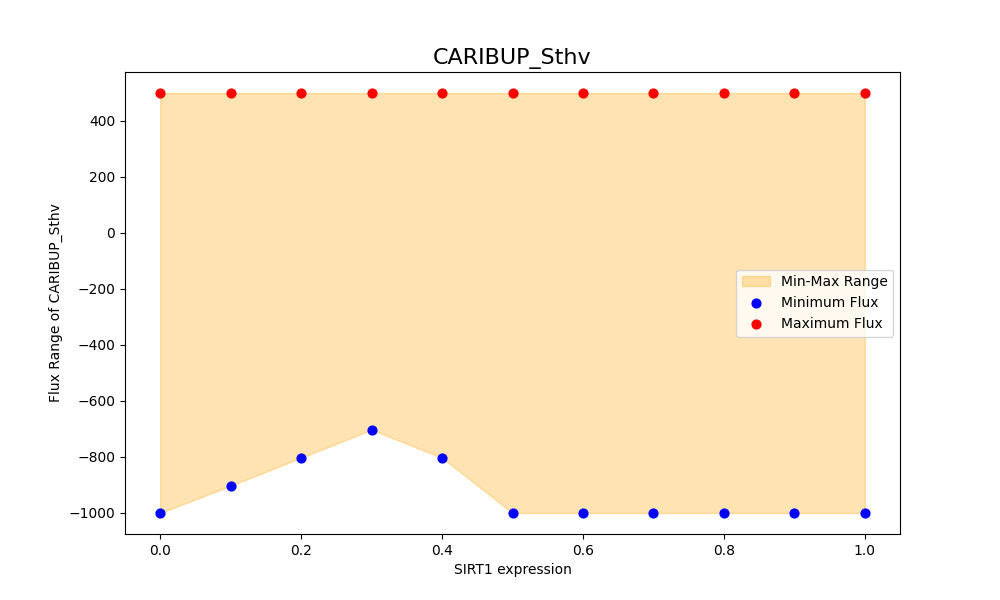 CARIBUP_Sthv
Flux Range of CARIBUP_Sthv
400
200
0
−200
−400
−600
−800
−1000
Min-Max Range
Minimum Flux
Maximum Flux
0.0 0.2 0.4 0.6 0.8 1.0
SIRT1 expression